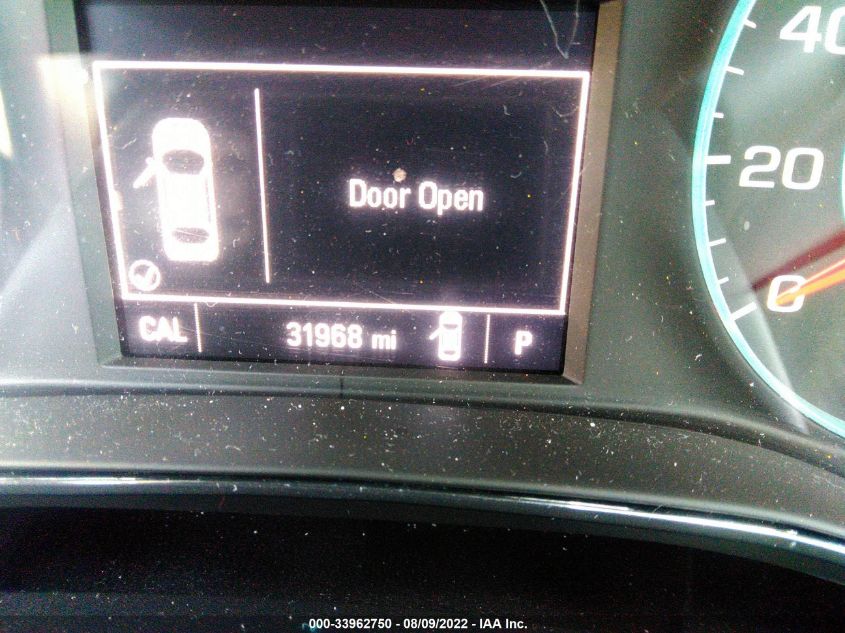 40
20
Door Open
0
CAL 31968 mi P
000-33962750 - 08/09/2022 - IAA Inc.